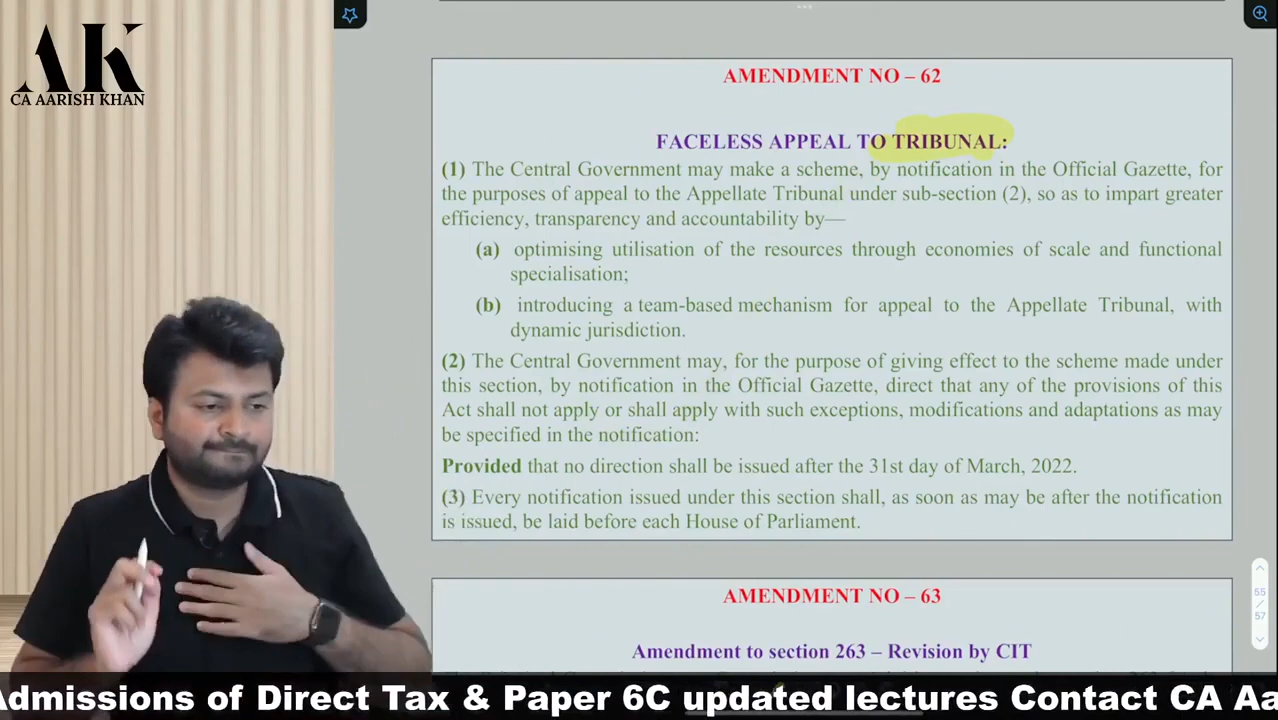 AK
CA AARISH KHAN
AMENDMENT NO – 62
FACELESS APPEAL TO TRIBUNAL:
(1) The Central Government may make a scheme, by notification in the Official Gazette, for
the purposes of appeal to the Appellate Tribunal under sub-section (2), so as to impart greater
efficiency, transparency and accountability by—
(a) optimising utilisation of the resources through economies of scale and functional
specialisation;
(b) introducing a team-based mechanism for appeal to the Appellate Tribunal, with
dynamic jurisdiction.
(2) The Central Government may, for the purpose of giving effect to the scheme made under
this section, by notification in the Official Gazette, direct that any of the provisions of this
Act shall not apply or shall apply with such exceptions, modifications and adaptations as may
be specified in the notification:
Provided that no direction shall be issued after the 31st day of March, 2022.
(3) Every notification issued under this section shall, as soon as may be after the notification
is issued, be laid before each House of Parliament.
55
/
57
AMENDMENT NO – 63
Amendment to section 263 – Revision by CIT
Admissions of Direct Tax & Paper 6C updated lectures Contact CA Aa